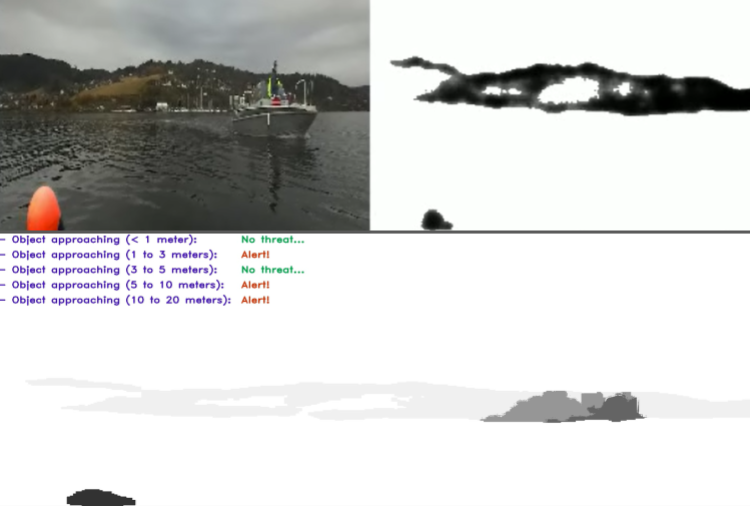 – Object approaching (< 1 meter): No threat...
– Object approaching (1 to 3 meters): Alert!
– Object approaching (3 to 5 meters): No threat...
– Object approaching (5 to 10 meters): Alert!
– Object approaching (10 to 20 meters): Alert!